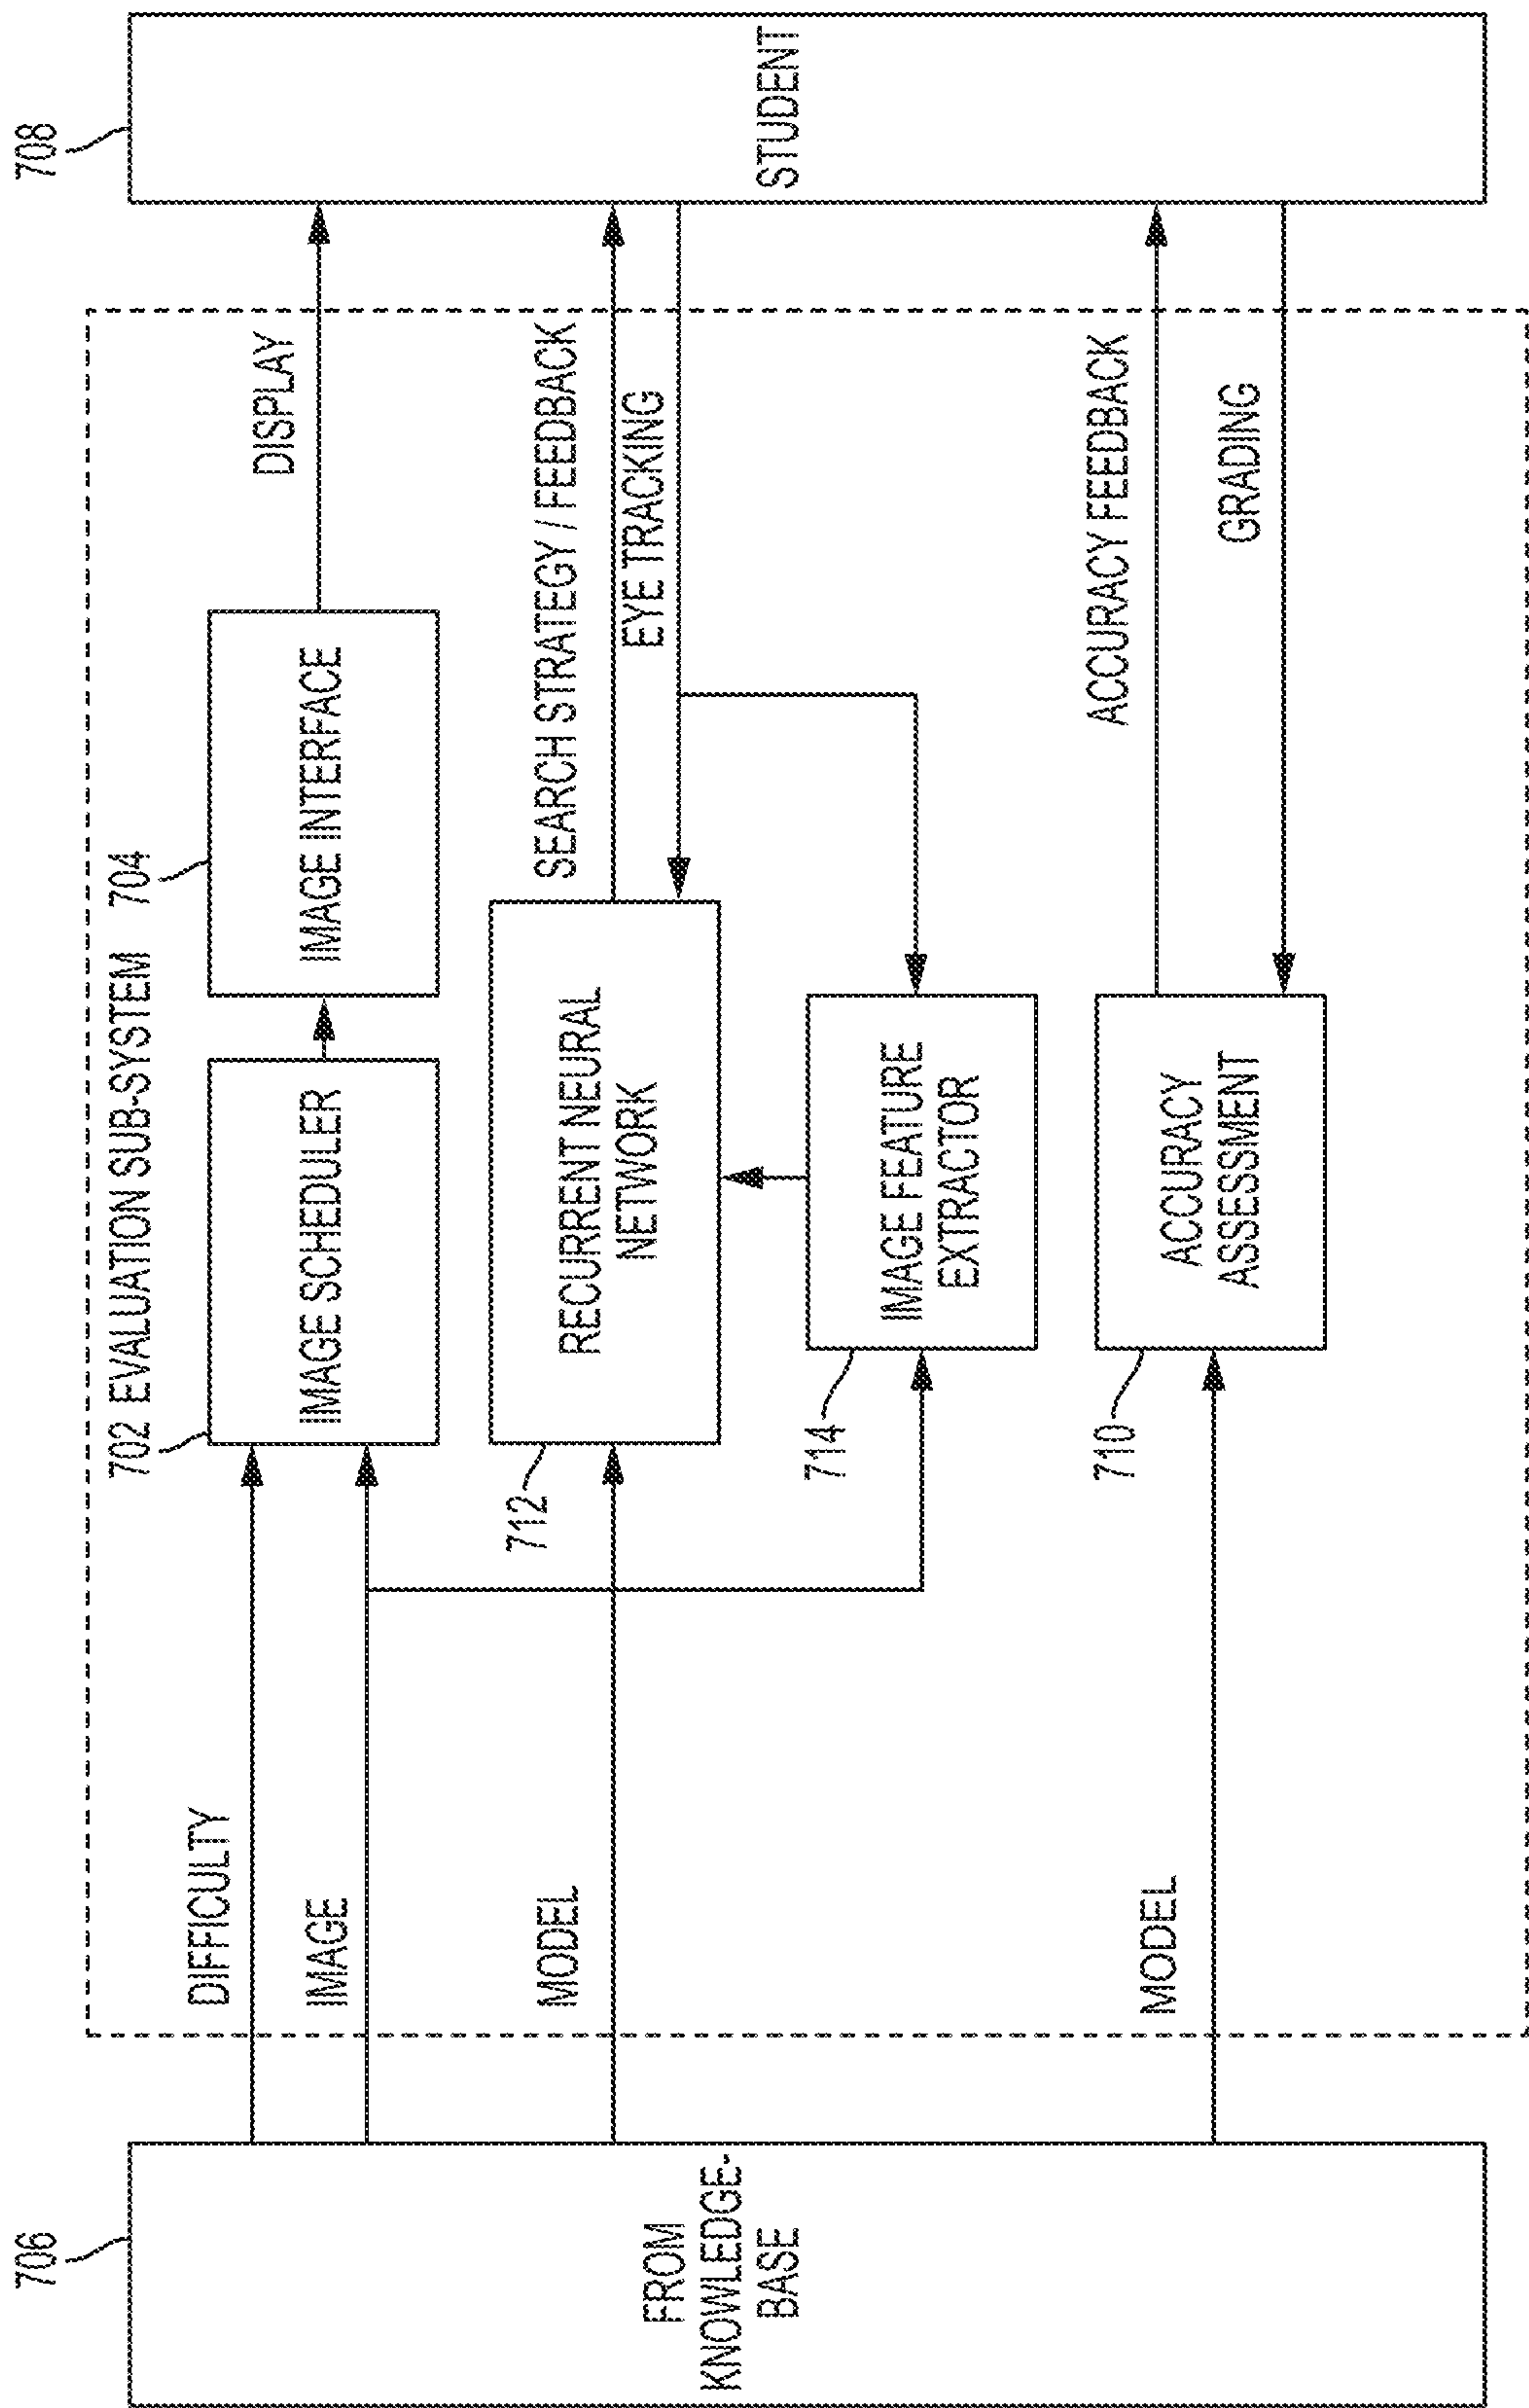 706
FROM
KNOWLEDGE-
BASE
DIFFICULTY
IMAGE
MODEL
MODEL
702 EVALUATION SUB-SYSTEM 704
IMAGE SCHEDULER
IMAGE INTERFACE
DISPLAY
712
RECURRENT NEURAL
NETWORK
SEARCH STRATEGY / FEEDBACK
EYE TRACKING
714
IMAGE FEATURE
EXTRACTOR
710
ACCURACY
ASSESSMENT
ACCURACY FEEDBACK
GRADING
708
STUDENT